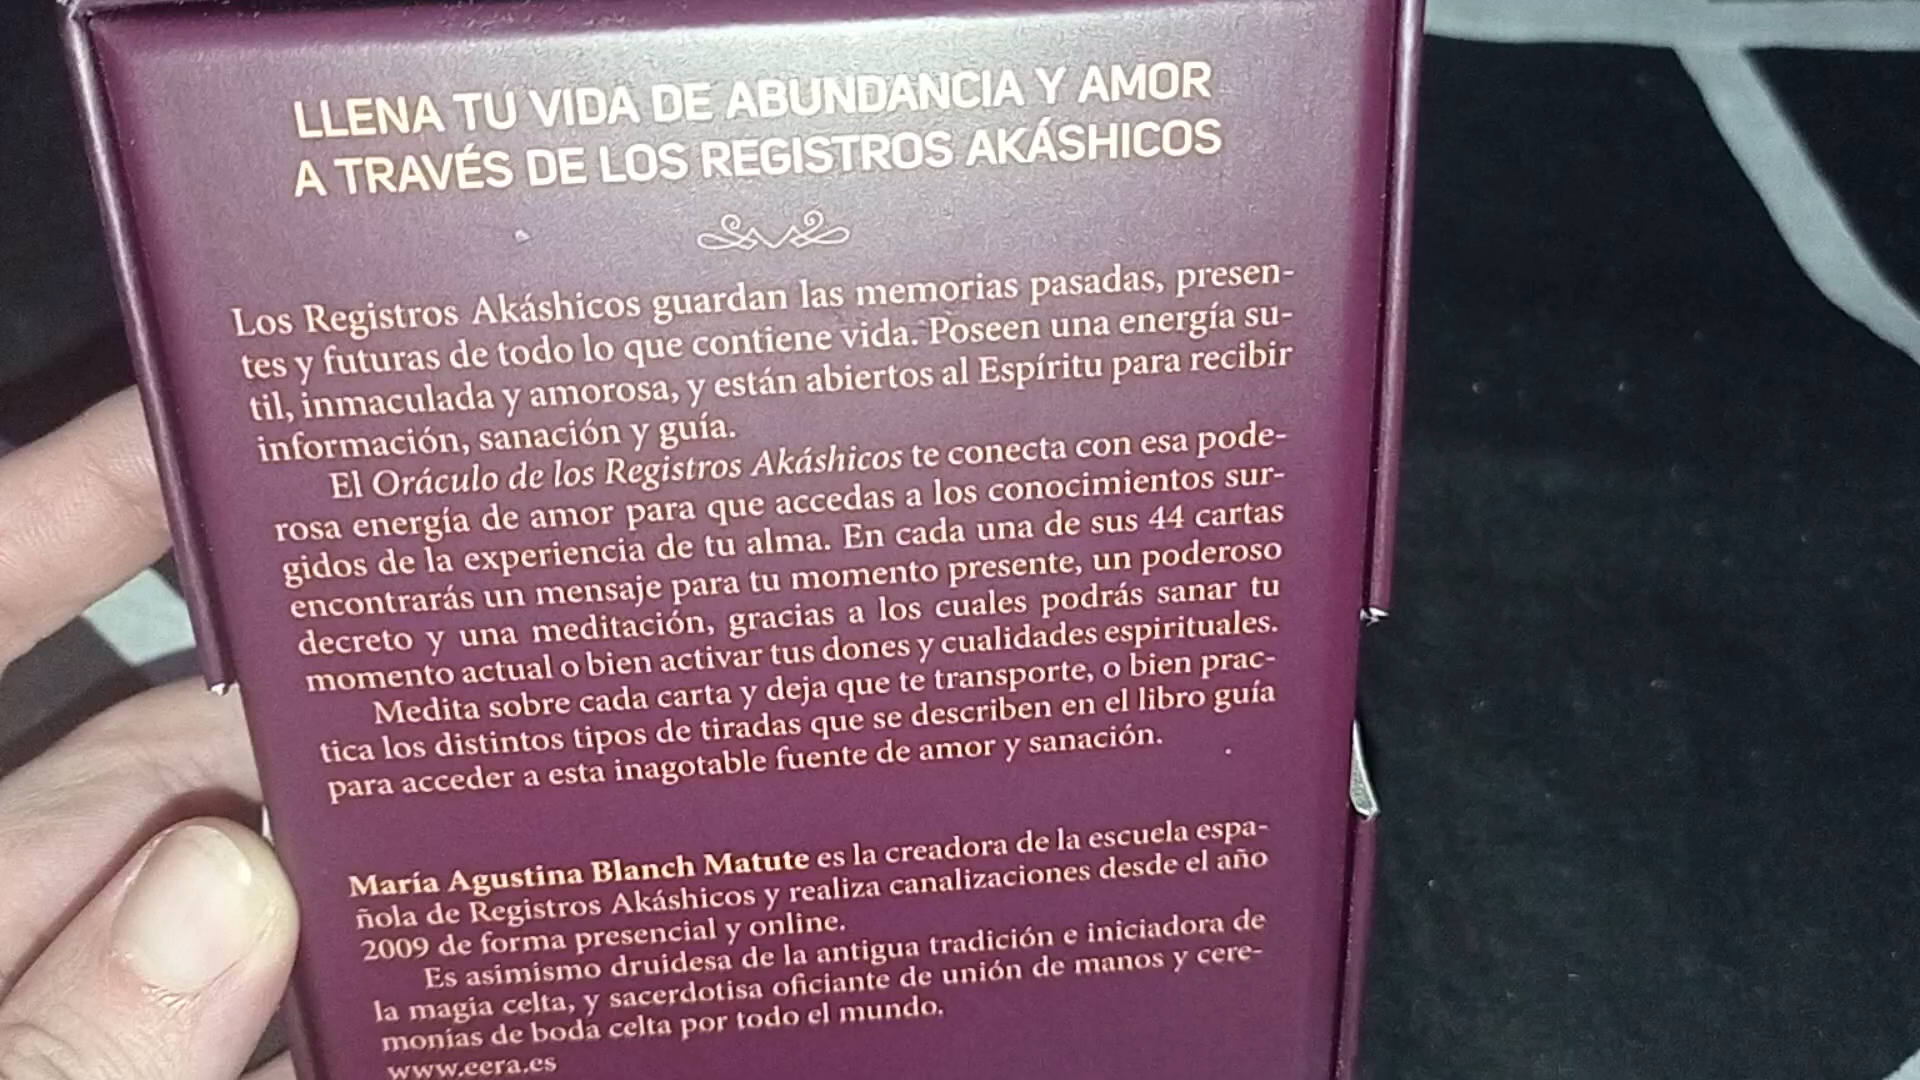 LLENA TU VIDA DE ABUNDANCIA Y AMOR
A TRAVÉS DE LOS REGISTROS AKÁSHICOS
Los Registros Akáshicos guardan las memorias pasadas, presen-
tes y futuras de todo lo que contiene vida. Poseen una energía su-
til, inmaculada y amorosa, y están abiertos al Espíritu para recibir
información, sanación y guía.
El Oráculo de los Registros Akáshicos te conecta con esa pode-
rosa energía de amor para que accedas a los conocimientos sur-
gidos de la experiencia de tu alma. En cada una de sus 44 cartas
encontrarás un mensaje para tu momento presente, un poderoso
decreto y una meditación, gracias a los cuales podrás sanar tu
momento actual o bien activar tus dones y cualidades espirituales.
Medita sobre cada carta y deja que te transporte, o bien prac-
tica los distintos tipos de tiradas que se describen en el libro guía
para acceder a esta inagotable fuente de amor y sanación.
María Agustina Blanch Matute es la creadora de la escuela espa-
ñola de Registros Akáshicos y realiza canalizaciones desde el año
2009 de forma presencial y online.
Es asimismo druidesa de la antigua tradición e iniciadora de
la magia celta, y sacerdotisa oficiante de unión de manos y cere-
monias de boda celta por todo el mundo.
www.eera.es